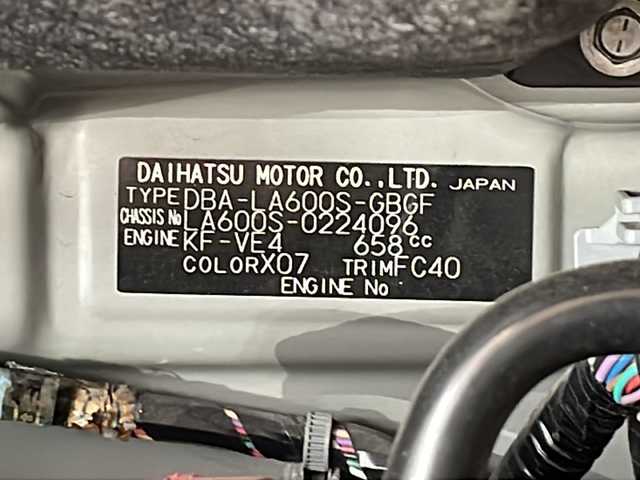 DAIHATSU MOTOR CO.,LTD. JAPAN
TYPE DBA-LA600S-GBGF
CHASSIS No LA600S-0224096
ENGINE KF-VE4 658cc
COLOR X07 TRIM FC40
ENGINE No